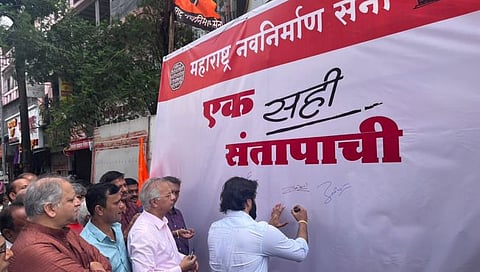 महाराष्ट्र नवनिर्माण सेना
एक सही
संतापाची